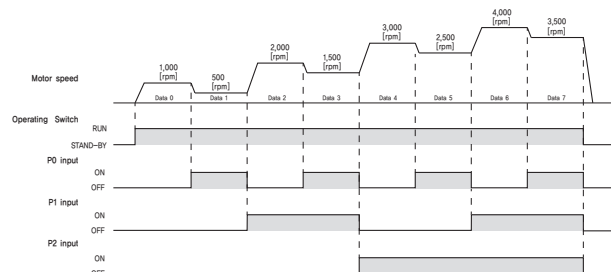 4,000
[rpm]
3,500
[rpm]
3,000
[rpm]
2,500
[rpm]
2,000
[rpm]
1,500
[rpm]
1,000
[rpm]
500
[rpm]
Motor speed
Data 0 Data 1 Data 2 Data 3 Data 4 Data 5 Data 6 Data 7
Operating Switch
RUN
STAND-BY
P0 input
ON
OFF
P1 input
ON
OFF
P2 input
ON
OFF